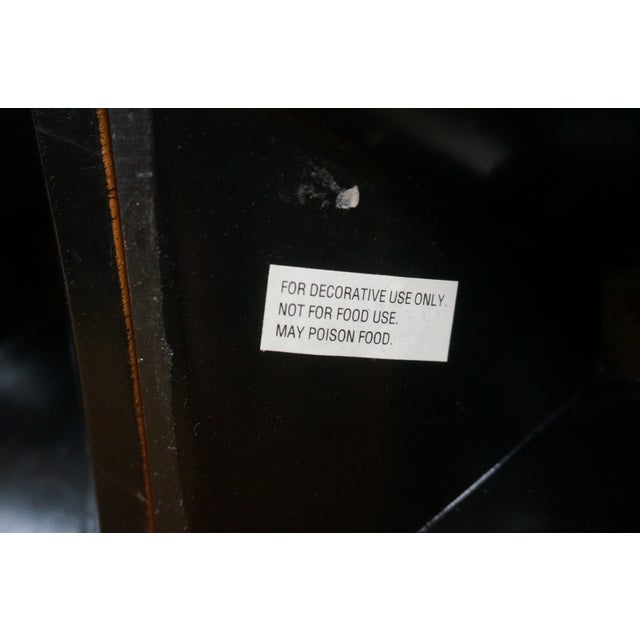 FOR DECORATIVE USE ONLY.
NOT FOR FOOD USE.
MAY POISON FOOD.